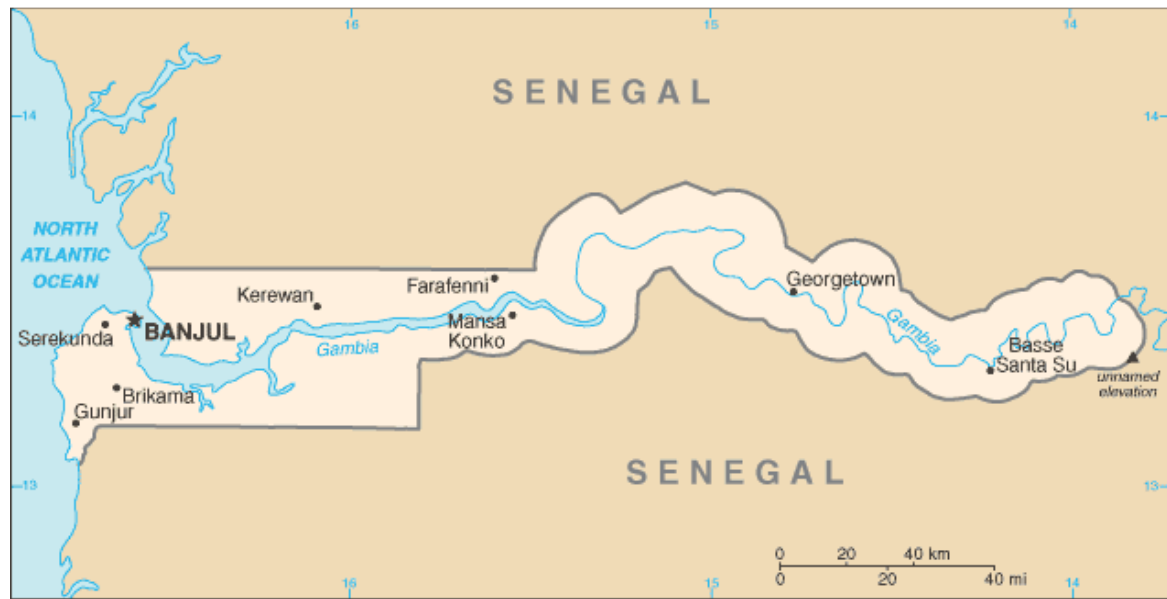 16
15
14
14
14
SENEGAL
NORTH
ATLANTIC
OCEAN
Georgetown
Farafenni
Kerewan
BANJUL
Serekunda
Mansa
Konko
Gambia
Gambia
Basse
Santa Su
unnamed
elevation
Brikama
Gunjur
SENEGAL
13
13
0 20 40 km
0 20 40 mi
16
15
14